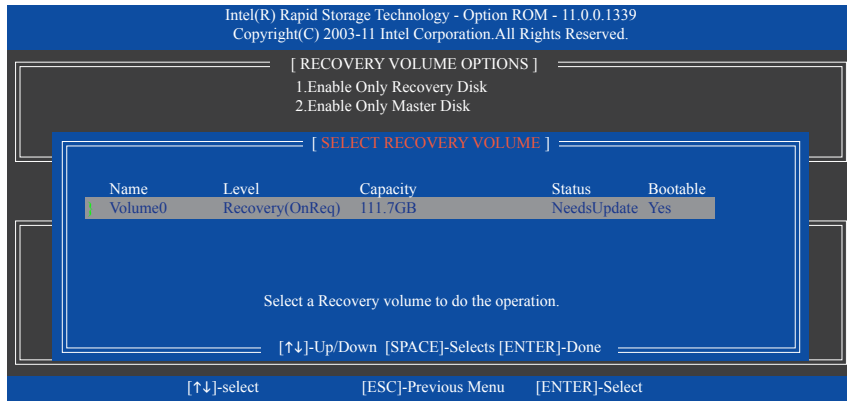 Intel(R) Rapid Storage Technology - Option ROM - 11.0.0.1339
Copyright(C) 2003-11 Intel Corporation.All Rights Reserved.
[ RECOVERY VOLUME OPTIONS ]
1.Enable Only Recovery Disk
2.Enable Only Master Disk
[ SELECT RECOVERY VOLUME ]
Name Level Capacity Status Bootable
Volume0 Recovery(OnReq) 111.7GB NeedsUpdate Yes
Select a Recovery volume to do the operation.
[↑↓]-Up/Down [SPACE]-Selects [ENTER]-Done
[↑↓]-select [ESC]-Previous Menu [ENTER]-Select